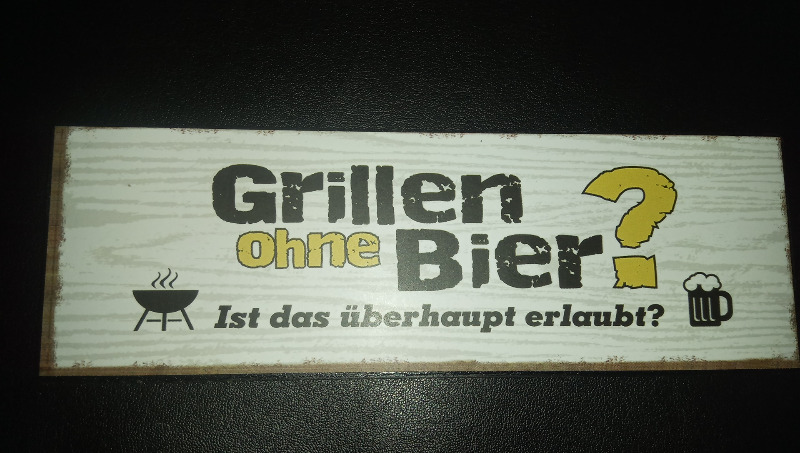 Grillen
ohne Bier?
Ist das überhaupt erlaubt?